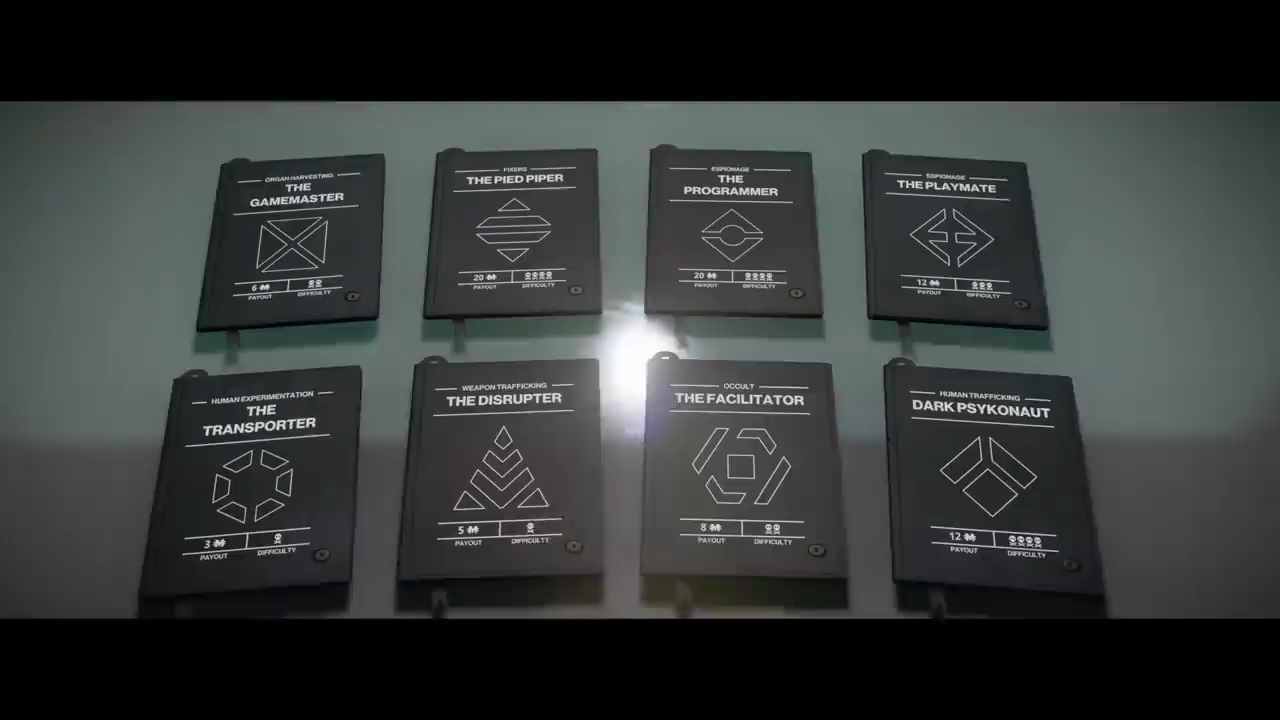 ORGAN HARVESTING
THE
GAMEMASTER
6
PAYOUT
DIFFICULTY
FIXERS
THE PIED PIPER
20
PAYOUT
DIFFICULTY
ESPIONAGE
THE
PROGRAMMER
20
PAYOUT
DIFFICULTY
ESPIONAGE
THE PLAYMATE
12
PAYOUT
DIFFICULTY
HUMAN EXPERIMENTATION
THE
TRANSPORTER
3
PAYOUT
DIFFICULTY
WEAPON TRAFFICKING
THE DISRUPTER
5
PAYOUT
DIFFICULTY
OCCULT
THE FACILITATOR
8
PAYOUT
DIFFICULTY
HUMAN TRAFFICKING
DARK PSYKONAUT
12
PAYOUT
DIFFICULTY